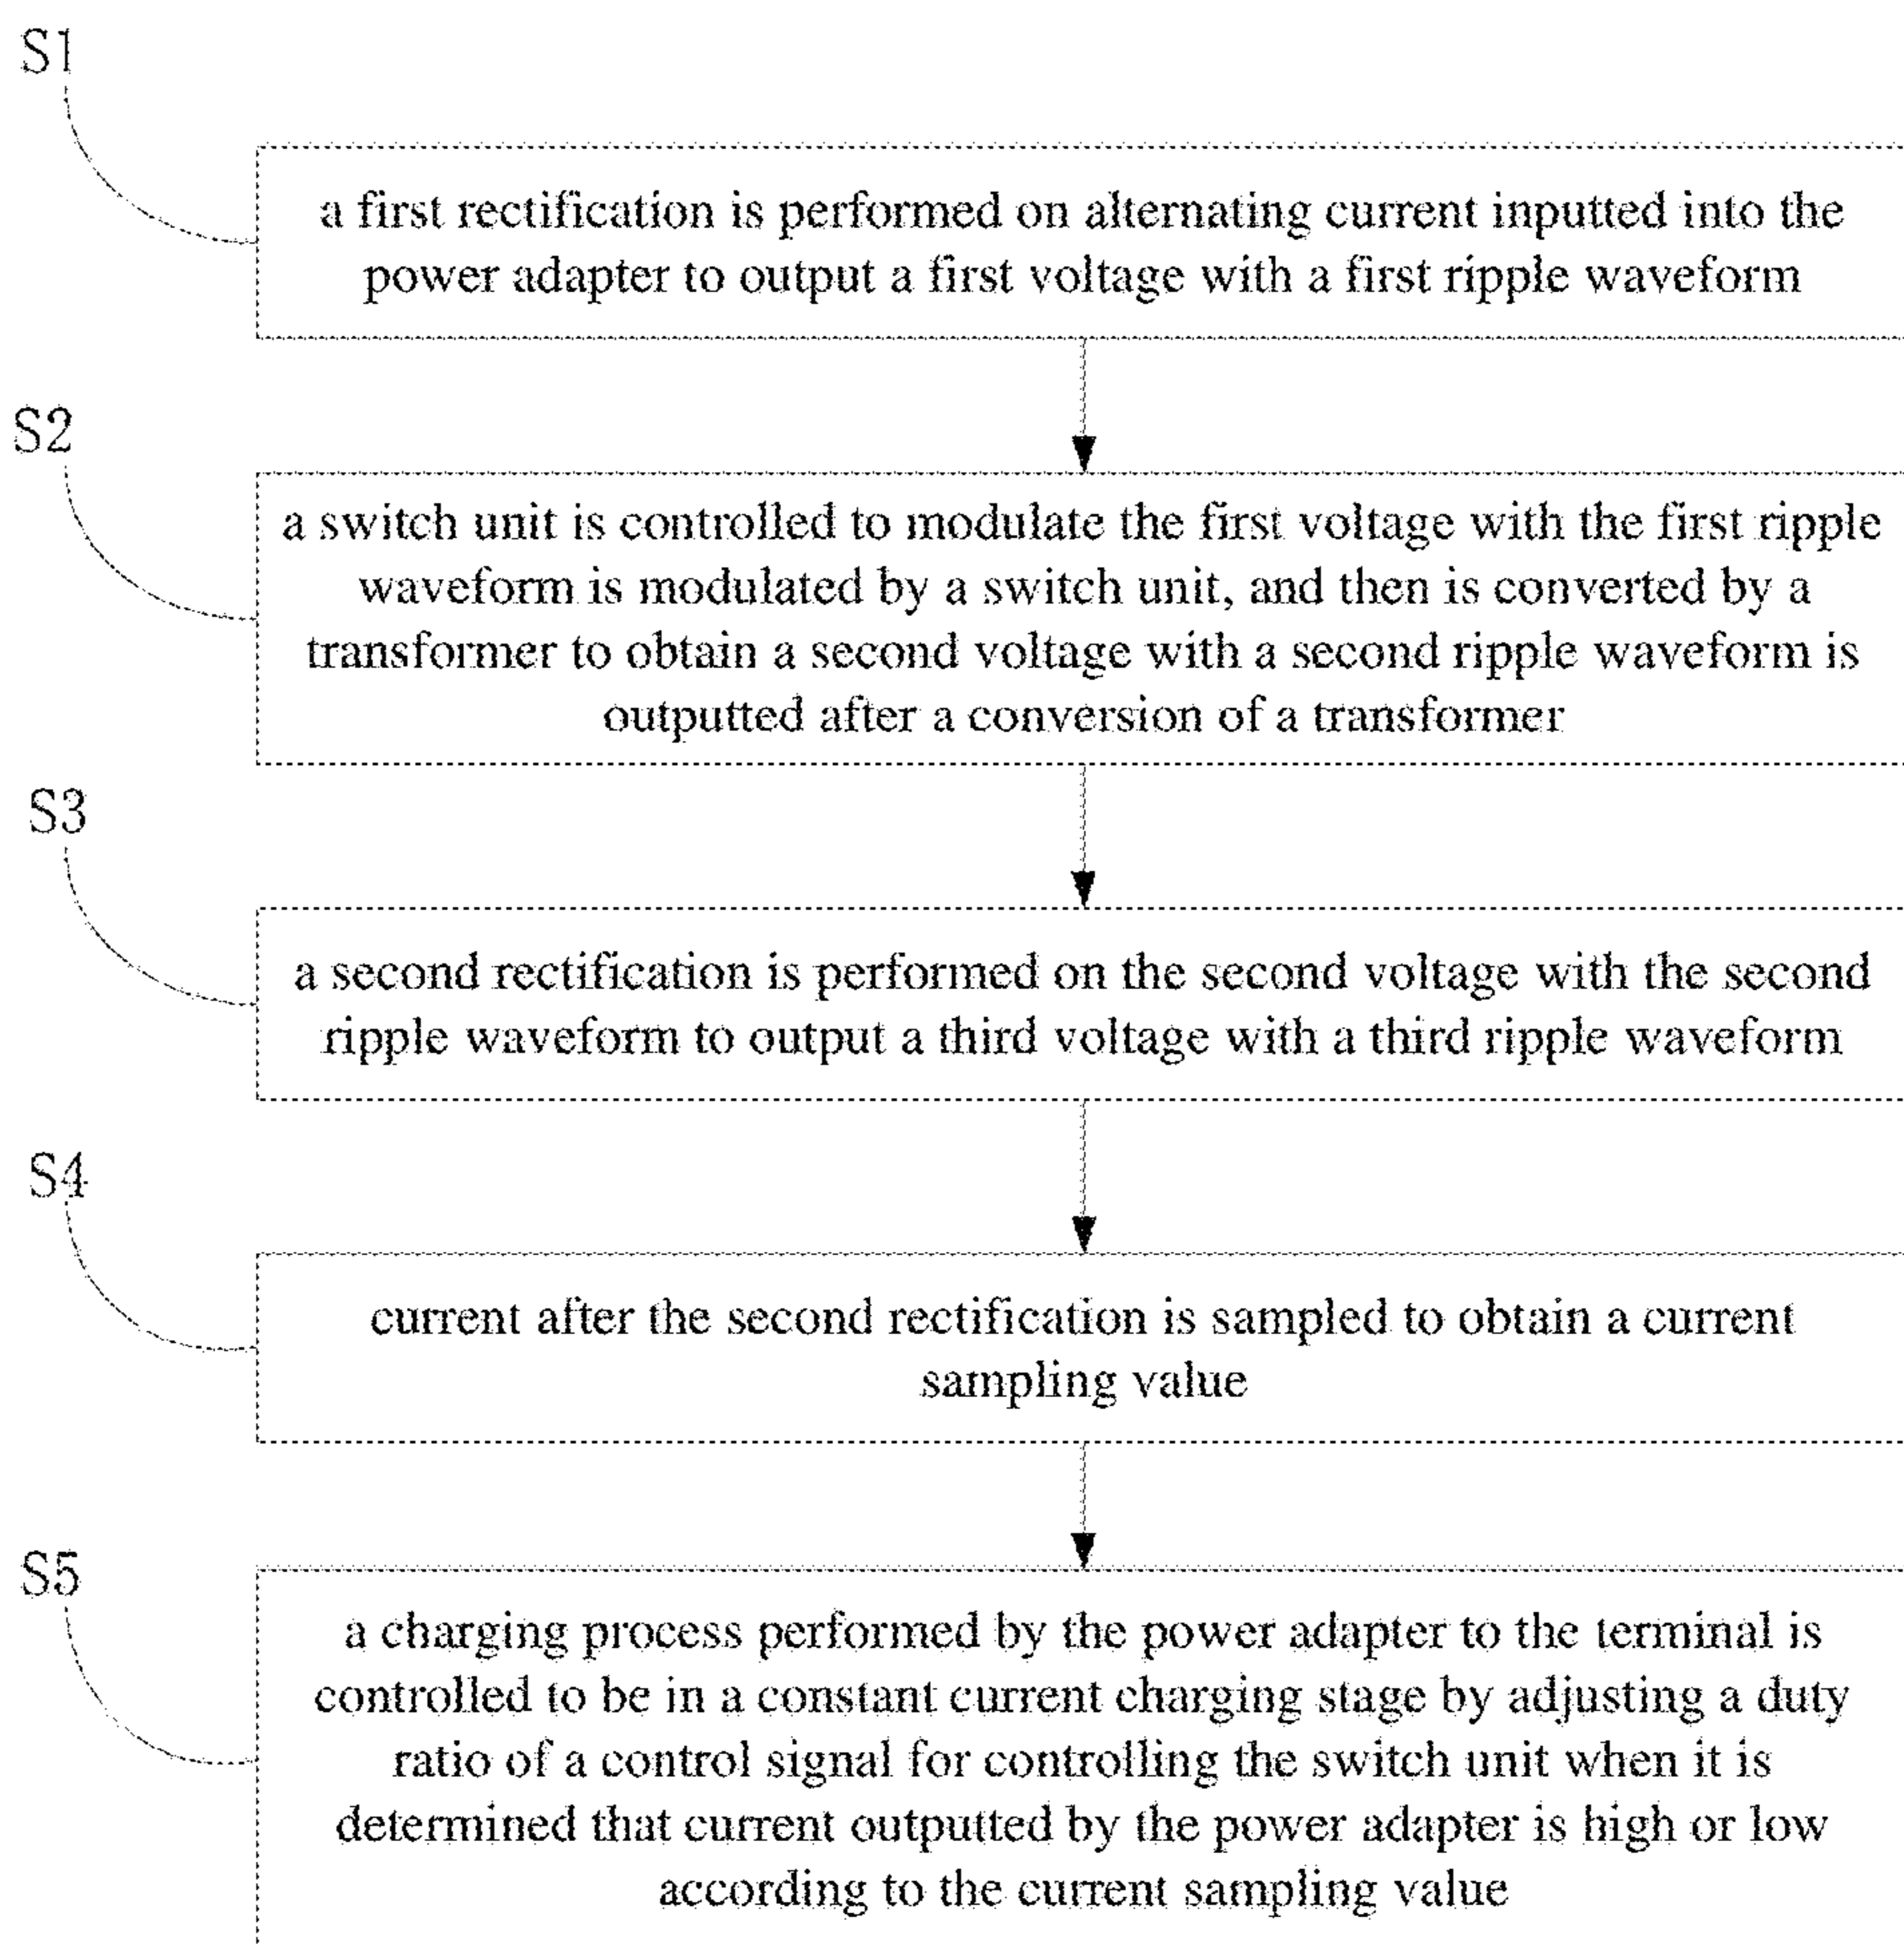 S1
a first rectification is performed on alternating current inputted into the
power adapter to output a first voltage with a first ripple waveform
S2
a switch unit is controlled to modulate the first voltage with the first ripple
waveform is modulated by a switch unit, and then is converted by a
transformer to obtain a second voltage with a second ripple waveform is
outputted after a conversion of a transformer
S3
a second rectification is performed on the second voltage with the second
ripple waveform to output a third voltage with a third ripple waveform
S4
current after the second rectification is sampled to obtain a current
sampling value
S5
a charging process performed by the power adapter to the terminal is
controlled to be in a constant current charging stage by adjusting a duty
ratio of a control signal for controlling the switch unit when it is
determined that current outputted by the power adapter is high or low
according to the current sampling value